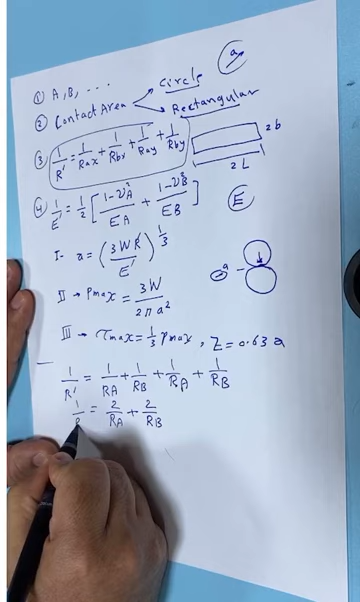 a
① A, B, ...
② Contact Area → Circle
→ Rectangular
③ 1/R' = 1/Rax + 1/Rbx + 1/Ray + 1/Rby
2b
2L
④ 1/E' = 1/2 [ (1-ν²A)/EA + (1-ν²B)/EB ]
E
I- a = (3WR'/E')^1/3
a
II → Pmax = 3W/2πa²
III → τmax = 1/3 Pmax , Z = 0.63 a
1/R' = 1/RA + 1/RB + 1/RA + 1/RB
1/R = 2/RA + 2/RB